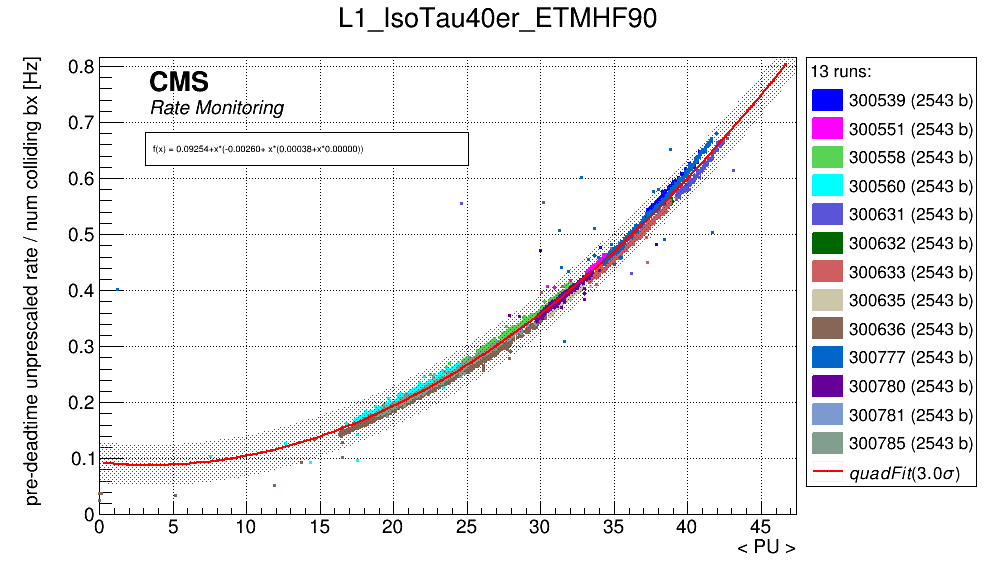 L1_IsoTau40er_ETMHF90
pre-deadtime unprescaled rate / num colliding bx [Hz]
CMS
Rate Monitoring
f(x) = 0.09254+x*(-0.00260+ x*(0.00038+x*0.00000))
0.8
0.7
0.6
0.5
0.4
0.3
0.2
0.1
0
0 5 10 15 20 25 30 35 40 45
< PU >
13 runs:
300539 (2543 b)
300551 (2543 b)
300558 (2543 b)
300560 (2543 b)
300631 (2543 b)
300632 (2543 b)
300633 (2543 b)
300635 (2543 b)
300636 (2543 b)
300777 (2543 b)
300780 (2543 b)
300781 (2543 b)
300785 (2543 b)
quadFit(3.0σ)